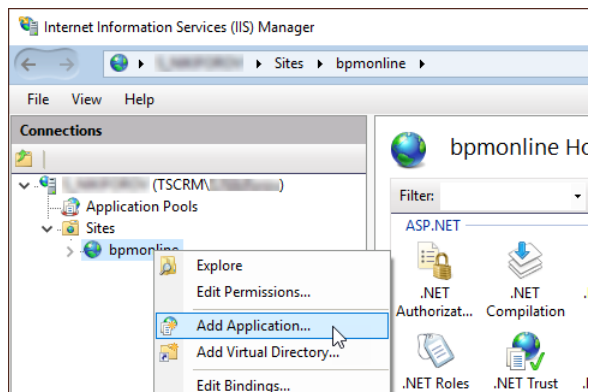 Internet Information Services (IIS) Manager
Sites bpmonline
File View Help
Connections
bpmonline
Filter:
(TSCRM\ )
Application Pools
ASP.NET
Sites
bpmonline
Explore
Edit Permissions...
.NET .NET
Authorizat... Compilation
Add Application...
Add Virtual Directory...
Edit Bindings...
.NET Roles .NET Trust